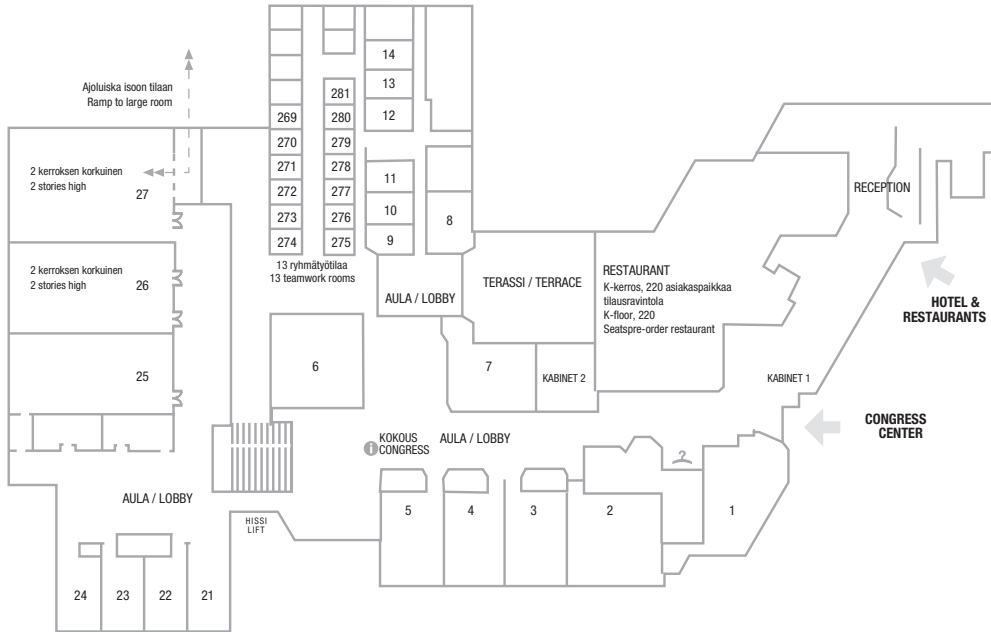 14
13
12
11
10
9
8
281
280
279
278
277
276
275
269
270
271
272
273
274
13 ryhmätyötilaa
13 teamwork rooms
Ajoluiska isoon tilaan
Ramp to large room
2 kerroksen korkuinen
2 stories high
27
2 kerroksen korkuinen
2 stories high
26
25
6
AULA / LOBBY
TERASSI / TERRACE
RESTAURANT
K-kerros, 220 asiakaspaikkaa
tilausravintola
K-floor, 220
Seatspre-order restaurant
RECEPTION
HOTEL &
RESTAURANTS
7
KABINET 2
KABINET 1
CONGRESS
CENTER
i
KOKOUS
CONGRESS
AULA / LOBBY
?
AULA / LOBBY
HISSI
LIFT
5
4
3
2
1
24
23
22
21